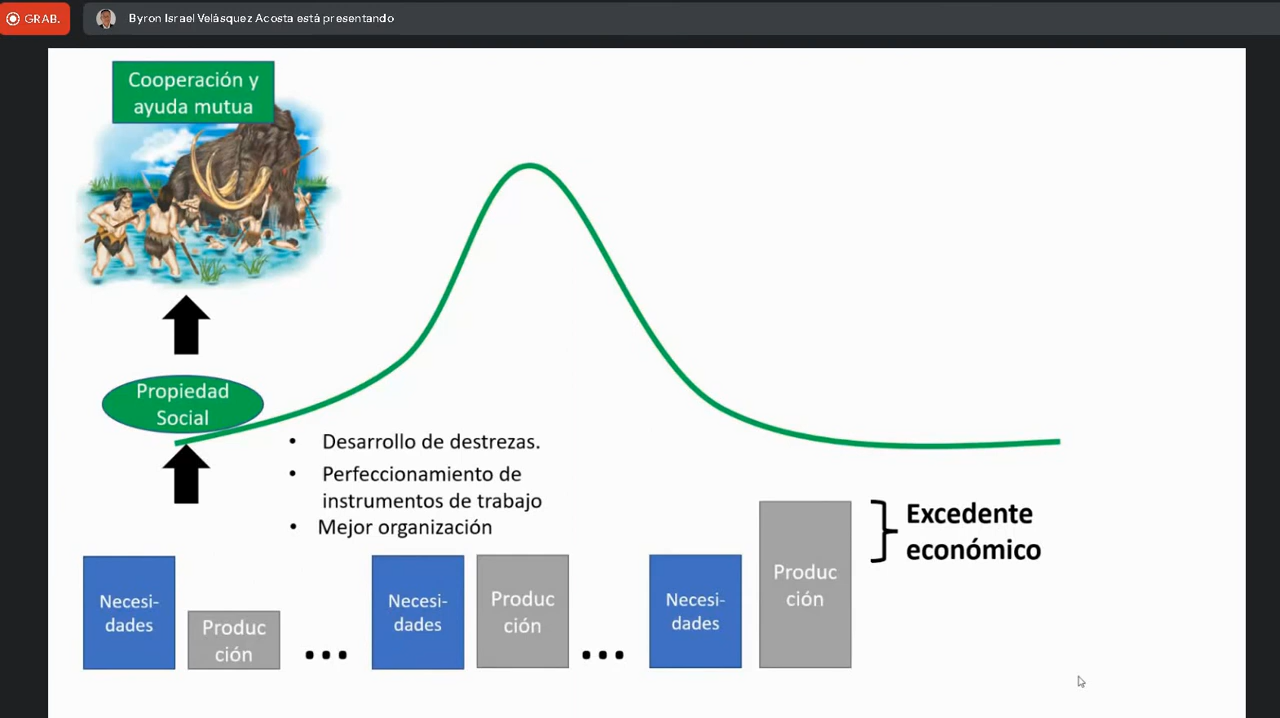 GRAB.
Byron Israel Velásquez Acosta está presentando
Cooperación y
ayuda mutua
Propiedad
Social
• Desarrollo de destrezas.
• Perfeccionamiento de
instrumentos de trabajo
• Mejor organización
Necesi-
dades
Produc
ción
...
Necesi-
dades
Produc
ción
...
Necesi-
dades
Produc
ción
Excedente
económico